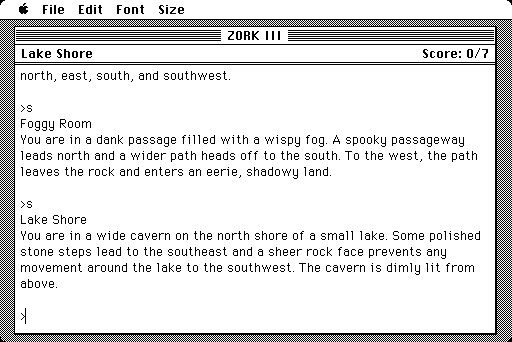 File Edit Font Size
ZORK III
Lake Shore Score: 0/7
north, east, south, and southwest.
>s
Foggy Room
You are in a dank passage filled with a wispy fog. A spooky passageway
leads north and a wider path heads off to the south. To the west, the path
leaves the rock and enters an eerie, shadowy land.
>s
Lake Shore
You are in a wide cavern on the north shore of a small lake. Some polished
stone steps lead to the southeast and a sheer rock face prevents any
movement around the lake to the southwest. The cavern is dimly lit from
above.
>